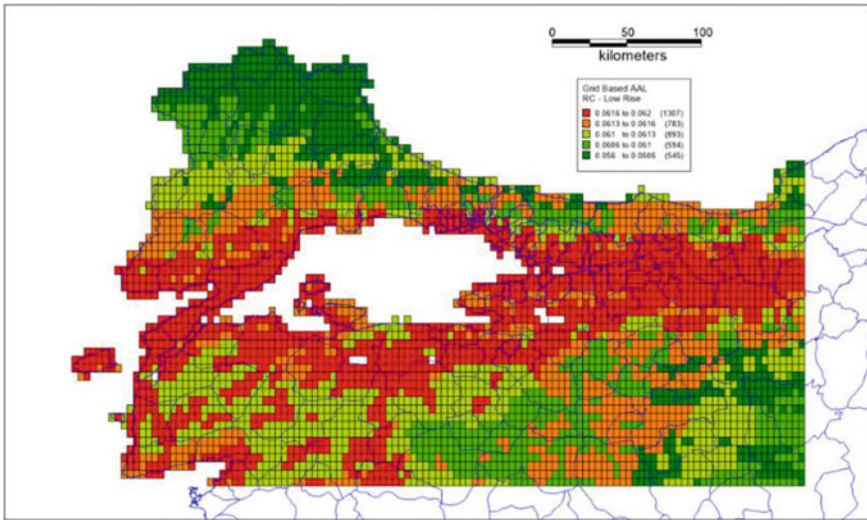 0 50 100
kilometers
Grid Based AAL
RC - Low Rise
0.0616 to 0.062 (1307)
0.0613 to 0.0616 (783)
0.061 to 0.0613 (893)
0.0606 to 0.061 (594)
0.056 to 0.0606 (545)